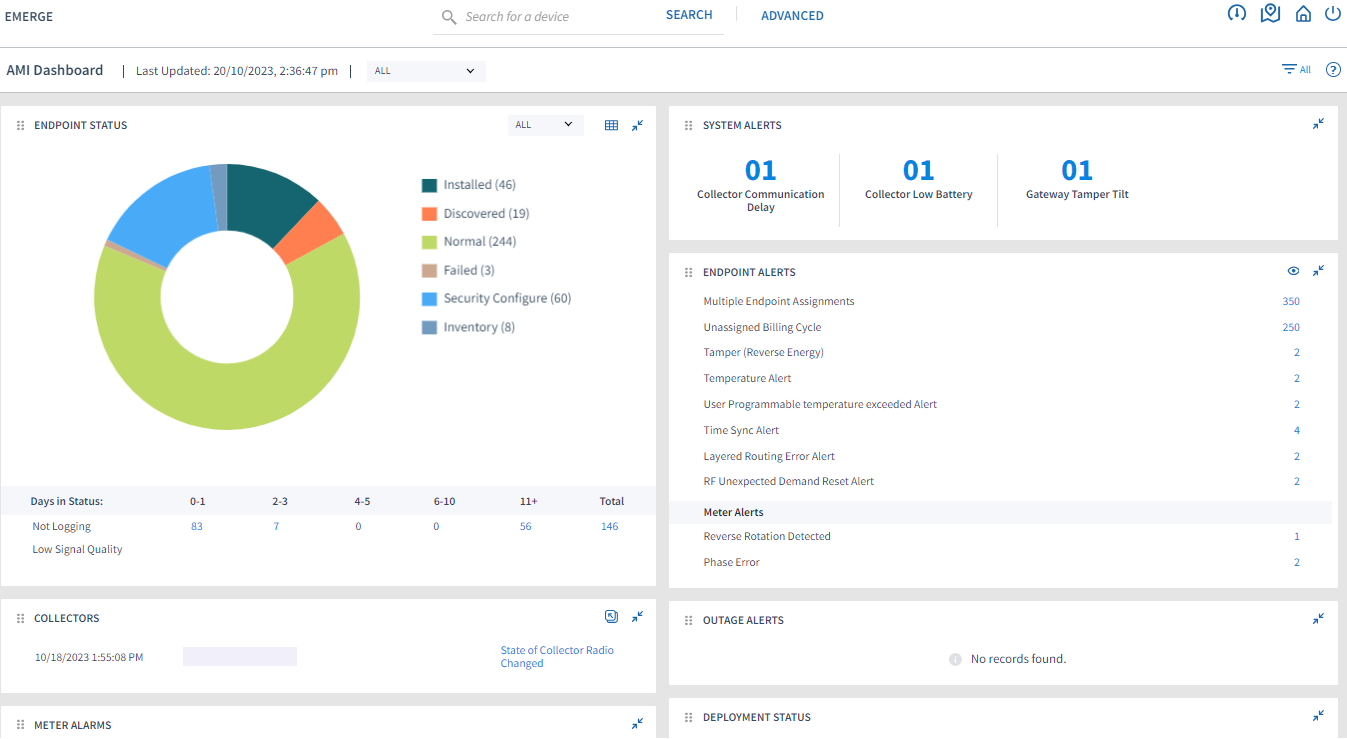 EMERGE
Search for a device
SEARCH
ADVANCED
AMI Dashboard | Last Updated: 20/10/2023, 2:36:47 pm |
ALL
All
?
ENDPOINT STATUS
ALL
Installed (46)
Discovered (19)
Normal (244)
Failed (3)
Security Configure (60)
Inventory (8)
Days in Status: 0-1 2-3 4-5 6-10 11+ Total
Not Logging 83 7 0 0 56 146
Low Signal Quality
COLLECTORS
10/18/2023 1:55:08 PM
State of Collector Radio
Changed
METER ALARMS
SYSTEM ALERTS
01
Collector Communication
Delay
01
Collector Low Battery
01
Gateway Tamper Tilt
ENDPOINT ALERTS
Multiple Endpoint Assignments 350
Unassigned Billing Cycle 250
Tamper (Reverse Energy) 2
Temperature Alert 2
User Programmable temperature exceeded Alert 2
Time Sync Alert 4
Layered Routing Error Alert 2
RF Unexpected Demand Reset Alert 2
Meter Alerts
Reverse Rotation Detected 1
Phase Error 2
OUTAGE ALERTS
No records found.
DEPLOYMENT STATUS